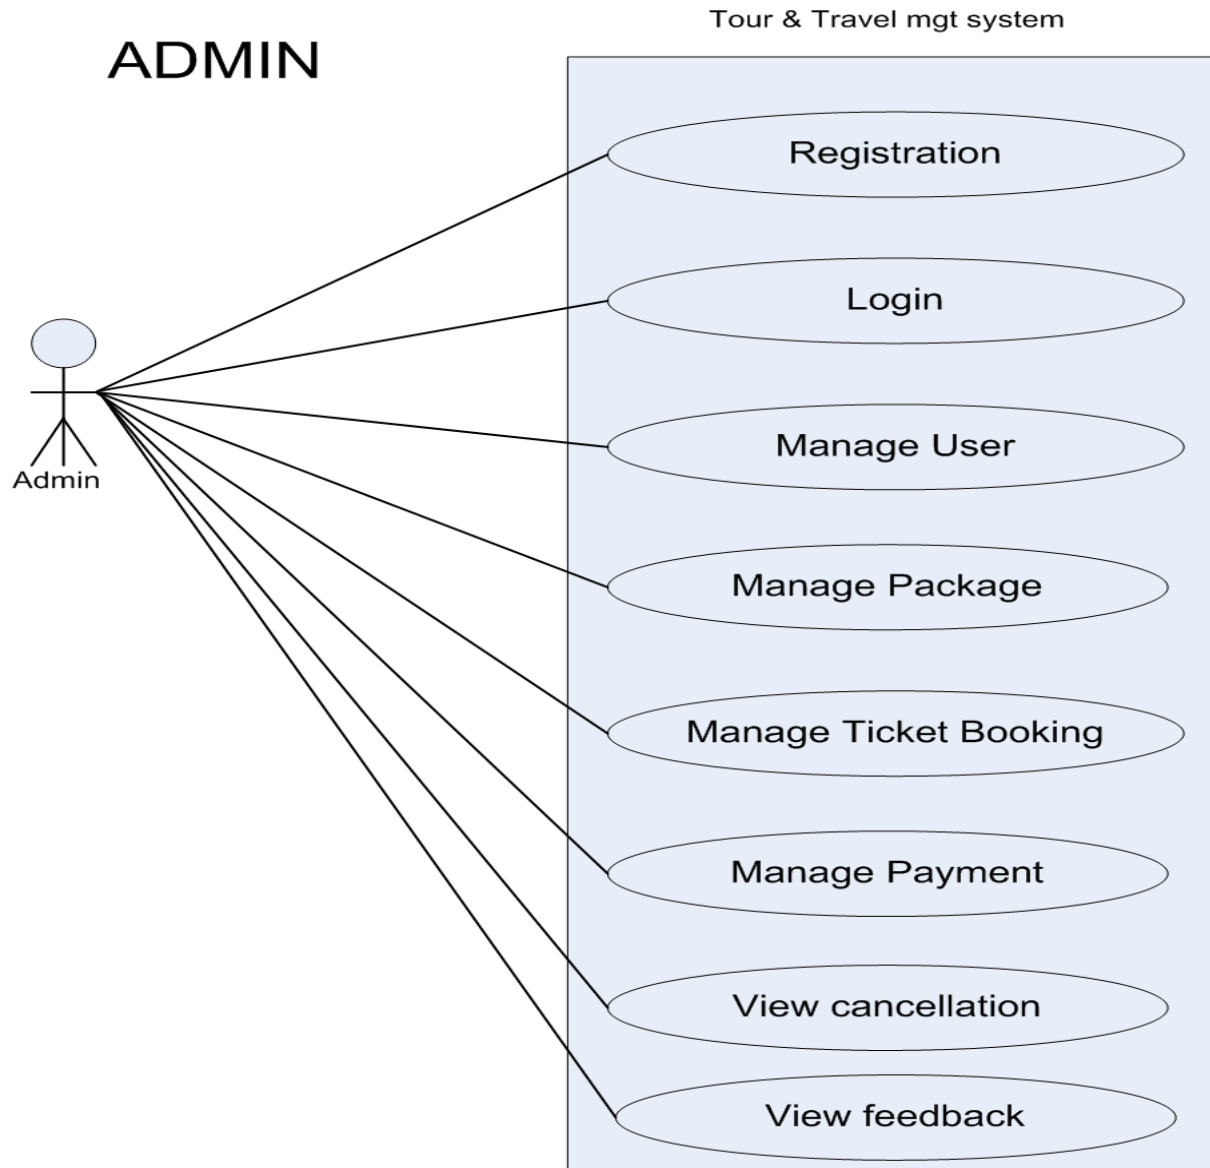 Tour & Travel mgt system
ADMIN
Registration
Login
Manage User
Admin
Manage Package
Manage Ticket Booking
Manage Payment
View cancellation
View feedback